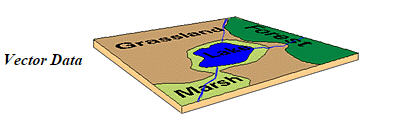 Vector Data
Grassland
Forest
Lake
Marsh